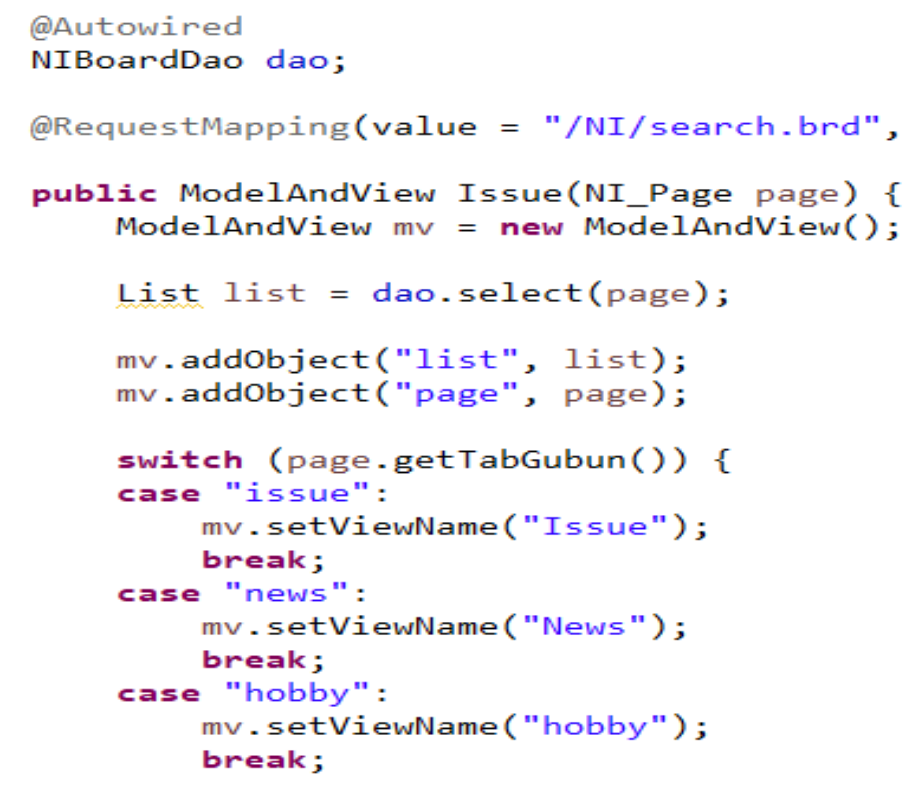 @Autowired
NIBoardDao dao;
@RequestMapping(value = "/NI/search.brd",
public ModelAndView Issue(NI_Page page) {
ModelAndView mv = new ModelAndView();
List list = dao.select(page);
mv.addObject("list", list);
mv.addObject("page", page);
switch (page.getTabGubun()) {
case "issue":
mv.setViewName("Issue");
break;
case "news":
mv.setViewName("News");
break;
case "hobby":
mv.setViewName("hobby");
break;